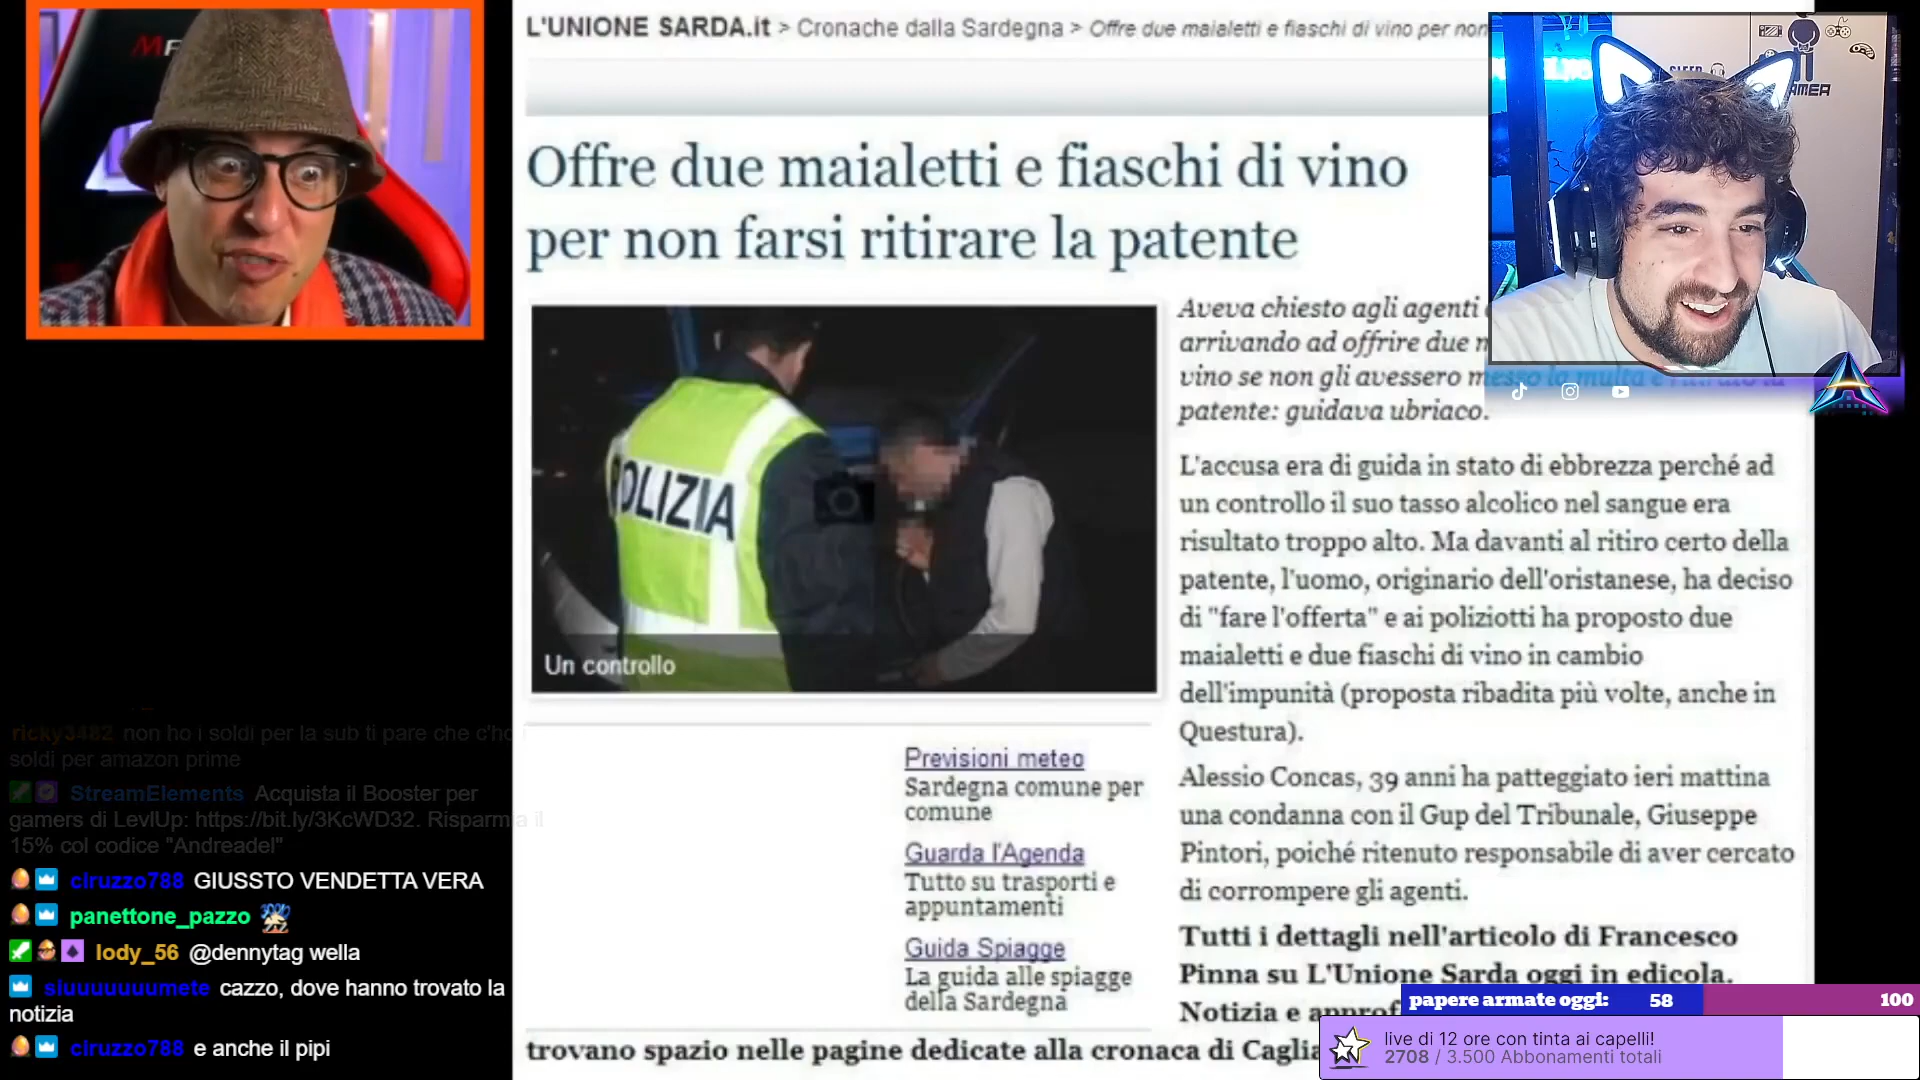 L'UNIONE SARDA.it > Cronache dalla Sardegna > Offre due maialetti e fiaschi di vino per non
Offre due maialetti e fiaschi di vino
per non farsi ritirare la patente
Aveva chiesto agli agenti
arrivando ad offrire due
vino se non gli avessero messo la multa e ritirato la
patente: guidava ubriaco.
POLIZIA
Un controllo
L'accusa era di guida in stato di ebbrezza perché ad
un controllo il suo tasso alcolico nel sangue era
risultato troppo alto. Ma davanti al ritiro certo della
patente, l'uomo, originario dell'oristanese, ha deciso
di "fare l'offerta" e ai poliziotti ha proposto due
maialetti e due fiaschi di vino in cambio
dell'impunità (proposta ribadita più volte, anche in
Questura).
Alessio Concas, 39 anni ha patteggiato ieri mattina
una condanna con il Gup del Tribunale, Giuseppe
Pintori, poiché ritenuto responsabile di aver cercato
di corrompere gli agenti.
Tutti i dettagli nell'articolo di Francesco
Pinna su L'Unione Sarda oggi in edicola.
Notizia e
trovano spazio nelle pagine dedicate alla cronaca di
Previsioni meteo
Sardegna comune per
comune
Guarda l'Agenda
Tutto su trasporti e
appuntamenti
Guida Spiagge
La guida alle spiagge
della Sardegna
ricky3482 non ho i soldi per la sub ti pare che c'ho i
soldi per amazon prime
StreamElements Acquista il Booster per
gamers di LevlUp: https://bit.ly/3KcWD32. Risparmia il
15% col codice "Andreadel"
ciruzzo788 GIUSSTO VENDETTA VERA
panettone_pazzo
lody_56 @dennytag wella
sluuuuuuumete cazzo, dove hanno trovato la
notizia
ciruzzo788 e anche il pipi
papere armate oggi: 58 100
live di 12 ore con tinta ai capelli!
2708 / 3.500 Abbonamenti totali